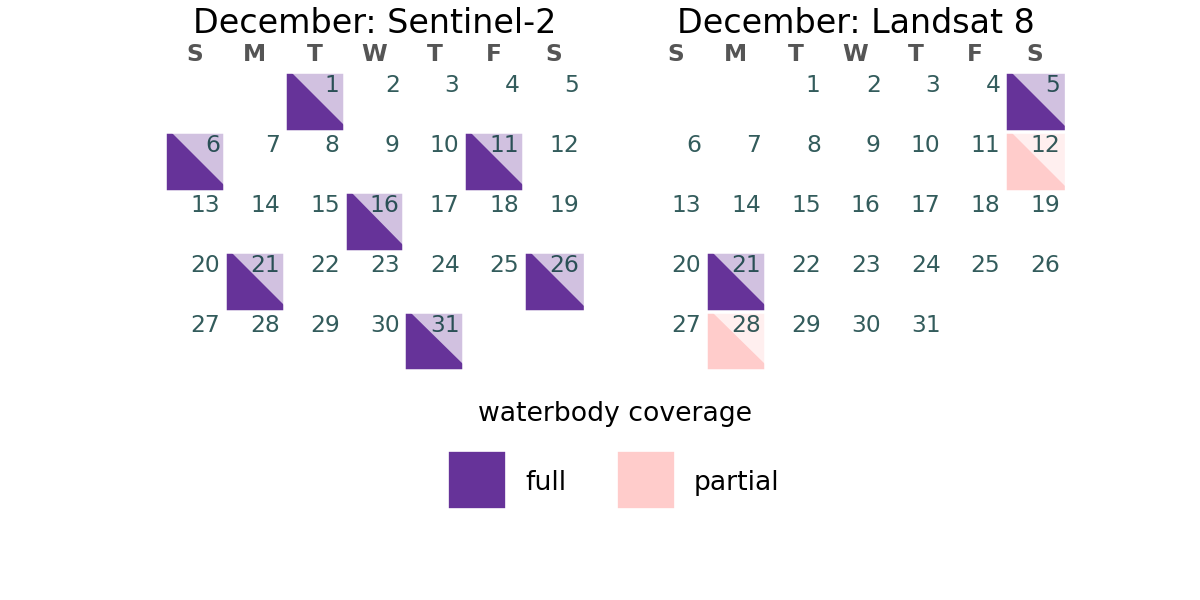 December: Sentinel-2
S M T W T F S
1 2 3 4 5
6 7 8 9 10 11 12
13 14 15 16 17 18 19
20 21 22 23 24 25 26
27 28 29 30 31
December: Landsat 8
S M T W T F S
1 2 3 4 5
6 7 8 9 10 11 12
13 14 15 16 17 18 19
20 21 22 23 24 25 26
27 28 29 30 31
waterbody coverage
full partial